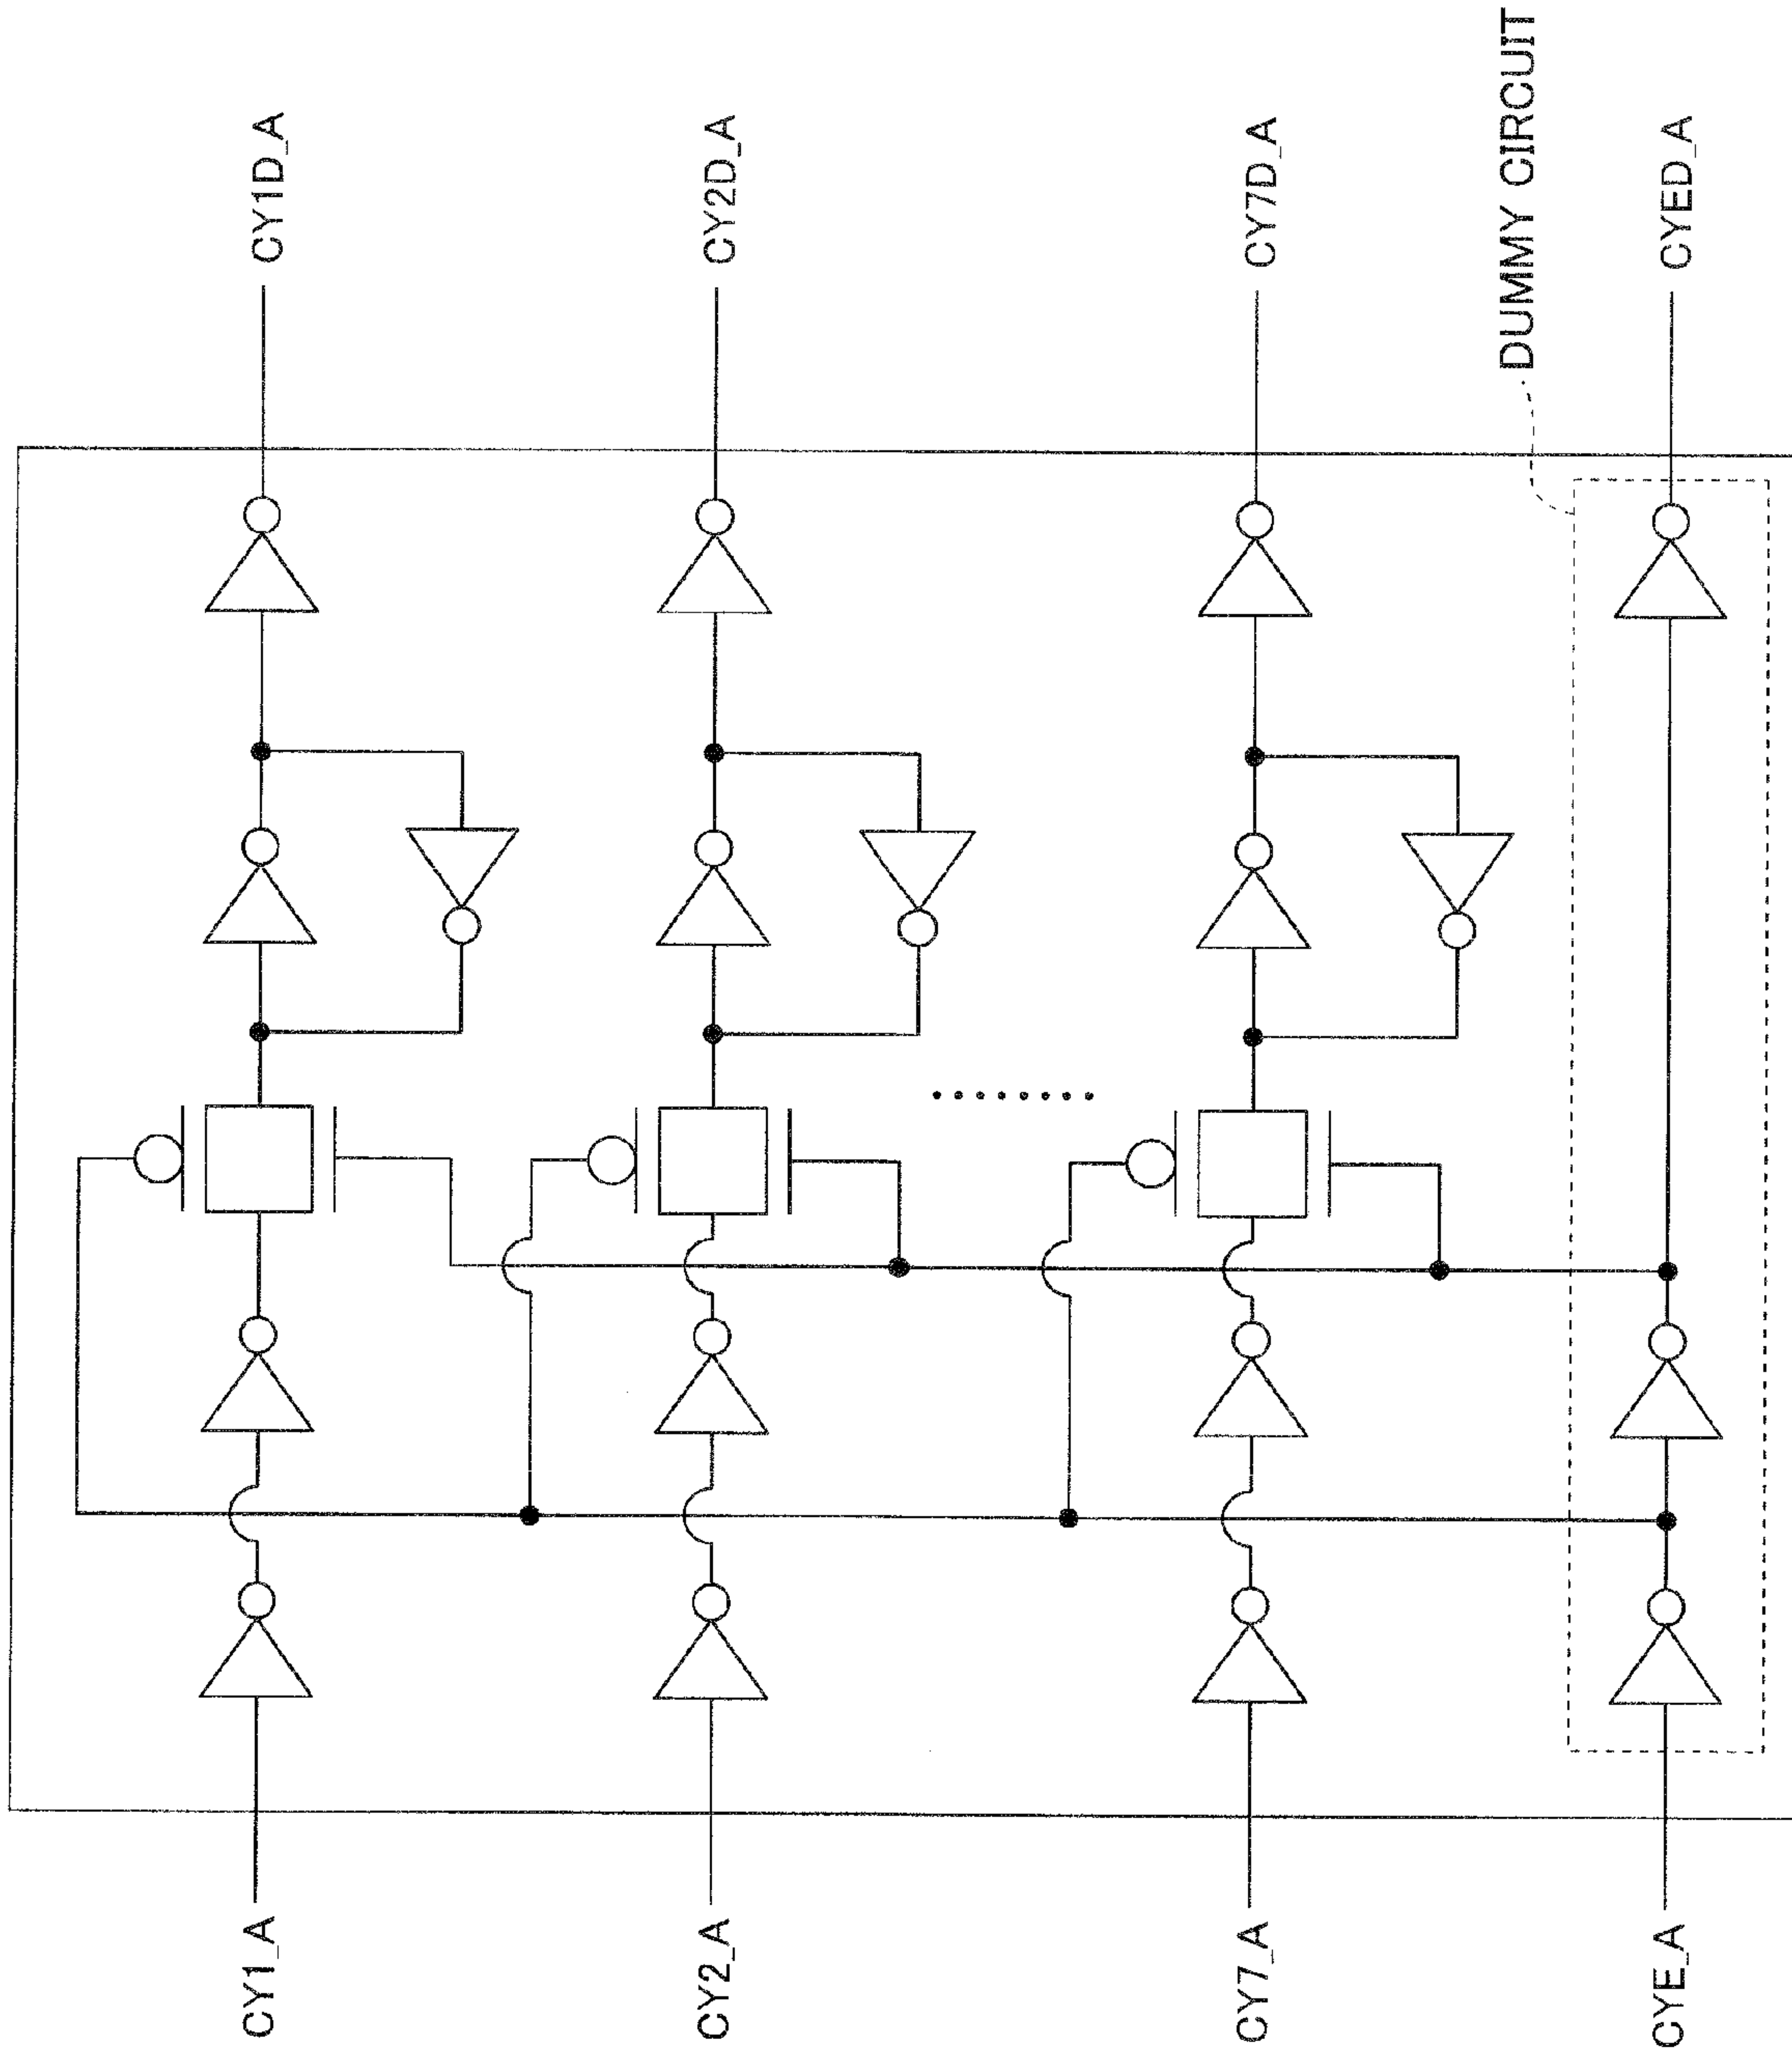 CY1_A
CY1D_A
CY2_A
CY2D_A
CY7_A
CY7D_A
DUMMY CIRCUIT
CYE_A
CYED_A